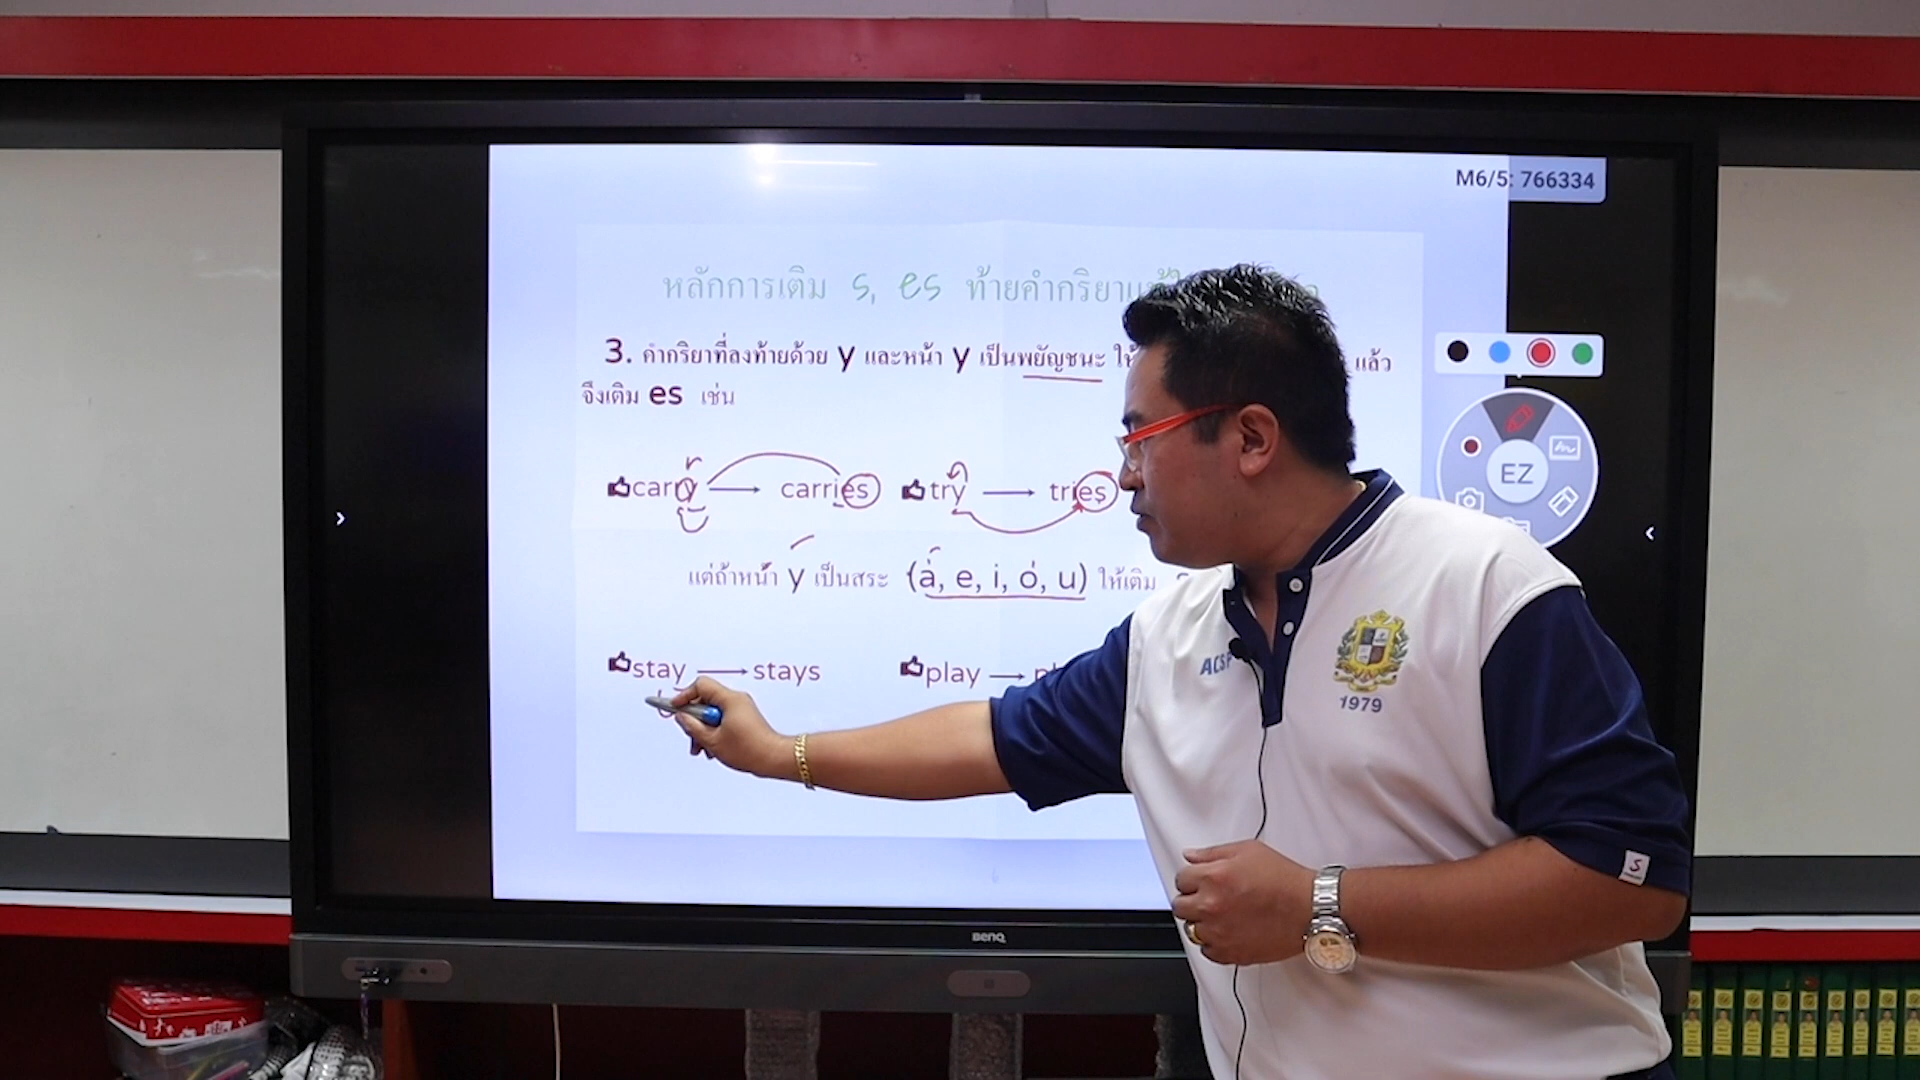 M6/5: 766334
หลักการเติม s, es ท้ายคำกริยา
3. คำกริยาที่ลงท้ายด้วย y และหน้า y เป็นพยัญชนะ ให้ แล้ว
จึงเติม es เช่น
carry → carries try → tries
แต่ถ้าหน้า y เป็นสระ (a, e, i, o, u) ให้เติม s
stay → stays play →
EZ
ACSP
1979
S
BenQ